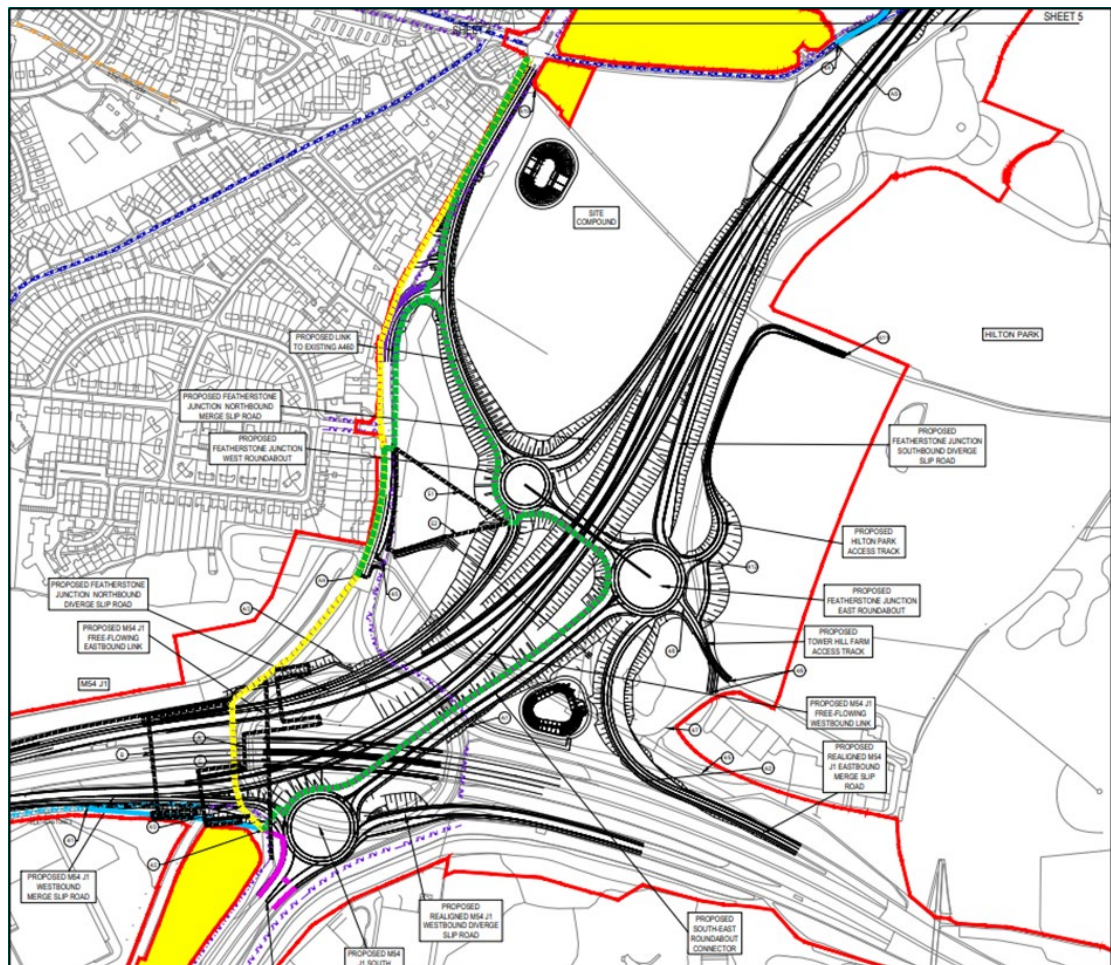 SHEET 5
SITE
COMPOUND
HILTON PARK
PROPOSED LINK
TO EXISTING A460
PROPOSED FEATHERSTONE
JUNCTION NORTHBOUND
MERGE SLIP ROAD
PROPOSED
FEATHERSTONE JUNCTION
WEST ROUNDABOUT
PROPOSED
FEATHERSTONE JUNCTION
SOUTHBOUND DIVERGE
SLIP ROAD
PROPOSED
HILTON PARK
ACCESS TRACK
PROPOSED FEATHERSTONE
JUNCTION NORTHBOUND
DIVERGE SLIP ROAD
PROPOSED
FEATHERSTONE JUNCTION
EAST ROUNDABOUT
PROPOSED M54 J1
FREE-FLOWING
EASTBOUND LINK
PROPOSED
TOWER HILL FARM
ACCESS TRACK
M54 J1
PROPOSED M54 J1
FREE-FLOWING
WESTBOUND LINK
PROPOSED
REALIGNED M54
J1 EASTBOUND
MERGE SLIP
ROAD
PROPOSED M54 J1
WESTBOUND
MERGE SLIP ROAD
PROPOSED
REALIGNED M54 J1
WESTBOUND DIVERGE
SLIP ROAD
PROPOSED
SOUTH-EAST
ROUNDABOUT
CONNECTOR
PROPOSED M54
J1 SOUTH